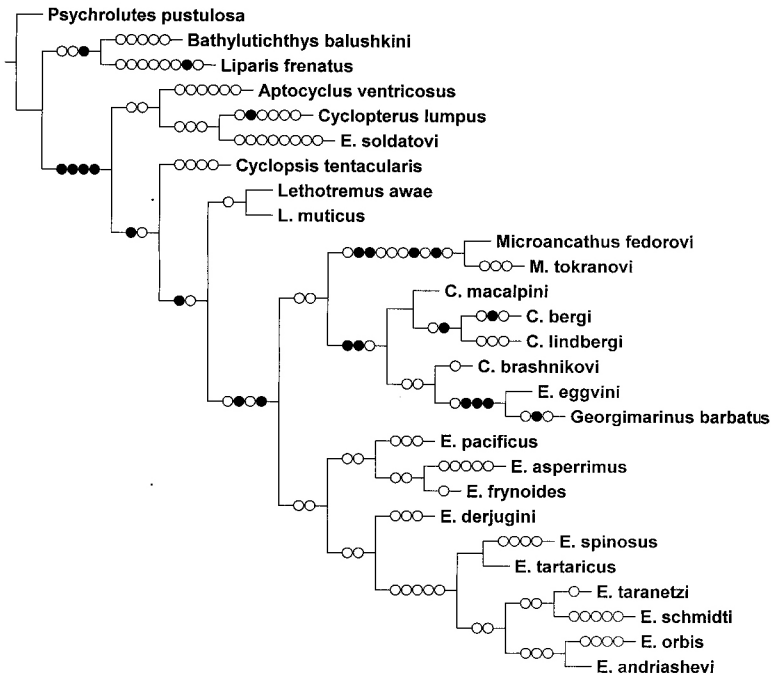 Psychrolutes pustulosa
Bathylutichthys balushkini
Liparis frenatus
Aptocyclus ventricosus
Cyclopterus lumpus
E. soldatovi
Cyclopsis tentacularis
Lethotremus awae
L. muticus
Microancathus fedorovi
M. tokranovi
C. macalpini
C. bergi
C. lindbergi
C. brashnikovi
E. eggvini
Georgimarinus barbatus
E. pacificus
E. asperrimus
E. frynoides
E. derjugini
E. spinosus
E. tartaricus
E. taranetzi
E. schmidti
E. orbis
E. andriashevi